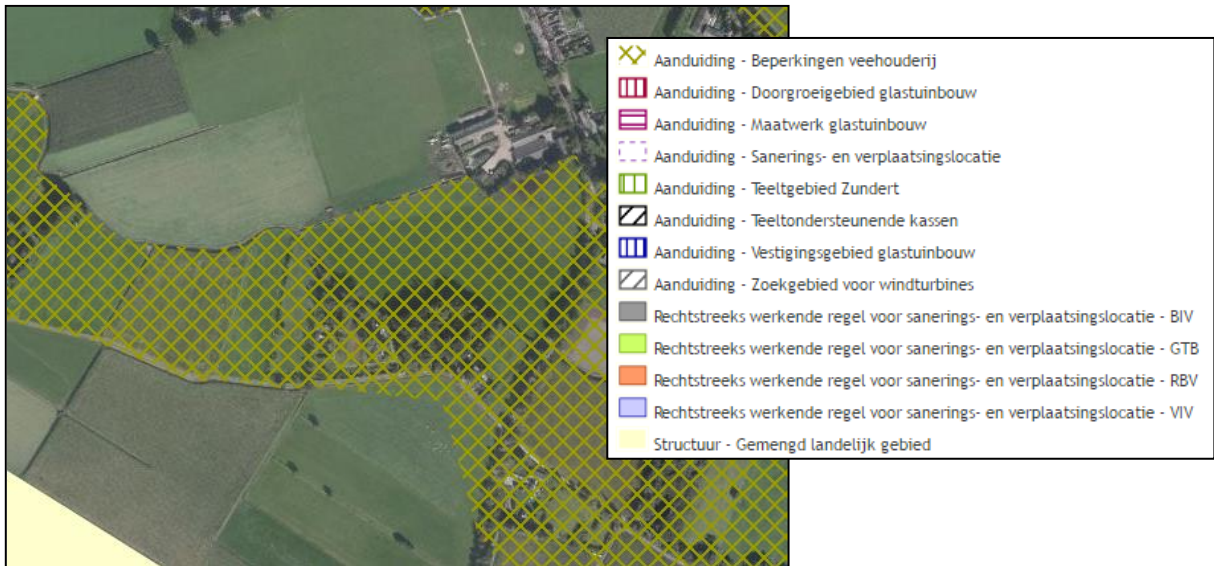 Aanduiding - Beperkingen veehouderij
Aanduiding - Doorgroeigebied glastuinbouw
Aanduiding - Maatwerk glastuinbouw
Aanduiding - Sanerings- en verplaatsingslocatie
Aanduiding - Teeltgebied Zundert
Aanduiding - Teeltondersteunende kassen
Aanduiding - Vestigingsgebied glastuinbouw
Aanduiding - Zoekgebied voor windturbines
Rechtstreeks werkende regel voor sanerings- en verplaatsingslocatie - BIV
Rechtstreeks werkende regel voor sanerings- en verplaatsingslocatie - GTB
Rechtstreeks werkende regel voor sanerings- en verplaatsingslocatie - RBV
Rechtstreeks werkende regel voor sanerings- en verplaatsingslocatie - VIV
Structuur - Gemengd landelijk gebied